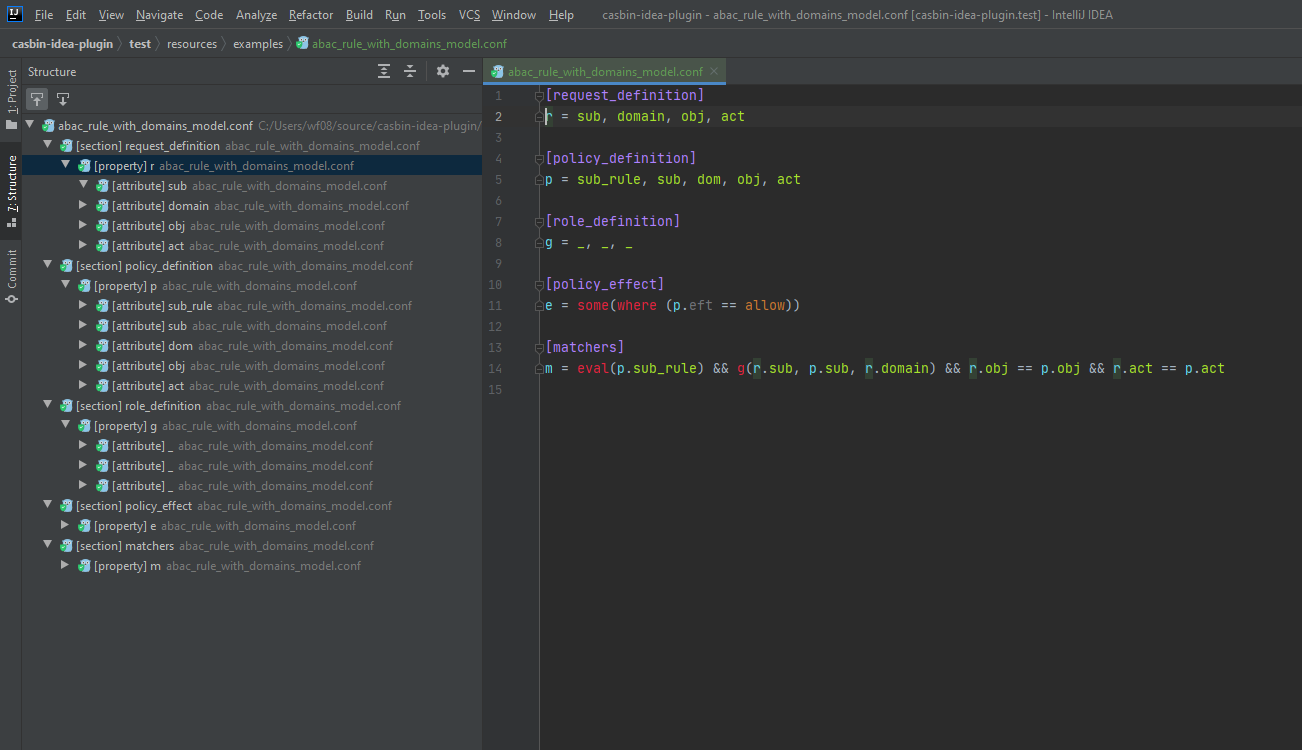 IJ File Edit View Navigate Code Analyze Refactor Build Run Tools VCS Window Help casbin-idea-plugin - abac_rule_with_domains_model.conf [casbin-idea-plugin.test] - IntelliJ IDEA
casbin-idea-plugin test resources examples abac_rule_with_domains_model.conf
1: Project
7: Structure
Commit
Structure
abac_rule_with_domains_model.conf C:/Users/wf08/source/casbin-idea-plugin/
[section] request_definition abac_rule_with_domains_model.conf
[property] r abac_rule_with_domains_model.conf
[attribute] sub abac_rule_with_domains_model.conf
[attribute] domain abac_rule_with_domains_model.conf
[attribute] obj abac_rule_with_domains_model.conf
[attribute] act abac_rule_with_domains_model.conf
[section] policy_definition abac_rule_with_domains_model.conf
[property] p abac_rule_with_domains_model.conf
[attribute] sub_rule abac_rule_with_domains_model.conf
[attribute] sub abac_rule_with_domains_model.conf
[attribute] dom abac_rule_with_domains_model.conf
[attribute] obj abac_rule_with_domains_model.conf
[attribute] act abac_rule_with_domains_model.conf
[section] role_definition abac_rule_with_domains_model.conf
[property] g abac_rule_with_domains_model.conf
[attribute] _ abac_rule_with_domains_model.conf
[attribute] _ abac_rule_with_domains_model.conf
[attribute] _ abac_rule_with_domains_model.conf
[section] policy_effect abac_rule_with_domains_model.conf
[property] e abac_rule_with_domains_model.conf
[section] matchers abac_rule_with_domains_model.conf
[property] m abac_rule_with_domains_model.conf
abac_rule_with_domains_model.conf
1 [request_definition]
2 r = sub, domain, obj, act
3
4 [policy_definition]
5 p = sub_rule, sub, dom, obj, act
6
7 [role_definition]
8 g = _, _, _
9
10 [policy_effect]
11 e = some(where (p.eft == allow))
12
13 [matchers]
14 m = eval(p.sub_rule) && g(r.sub, p.sub, r.domain) && r.obj == p.obj && r.act == p.act
15